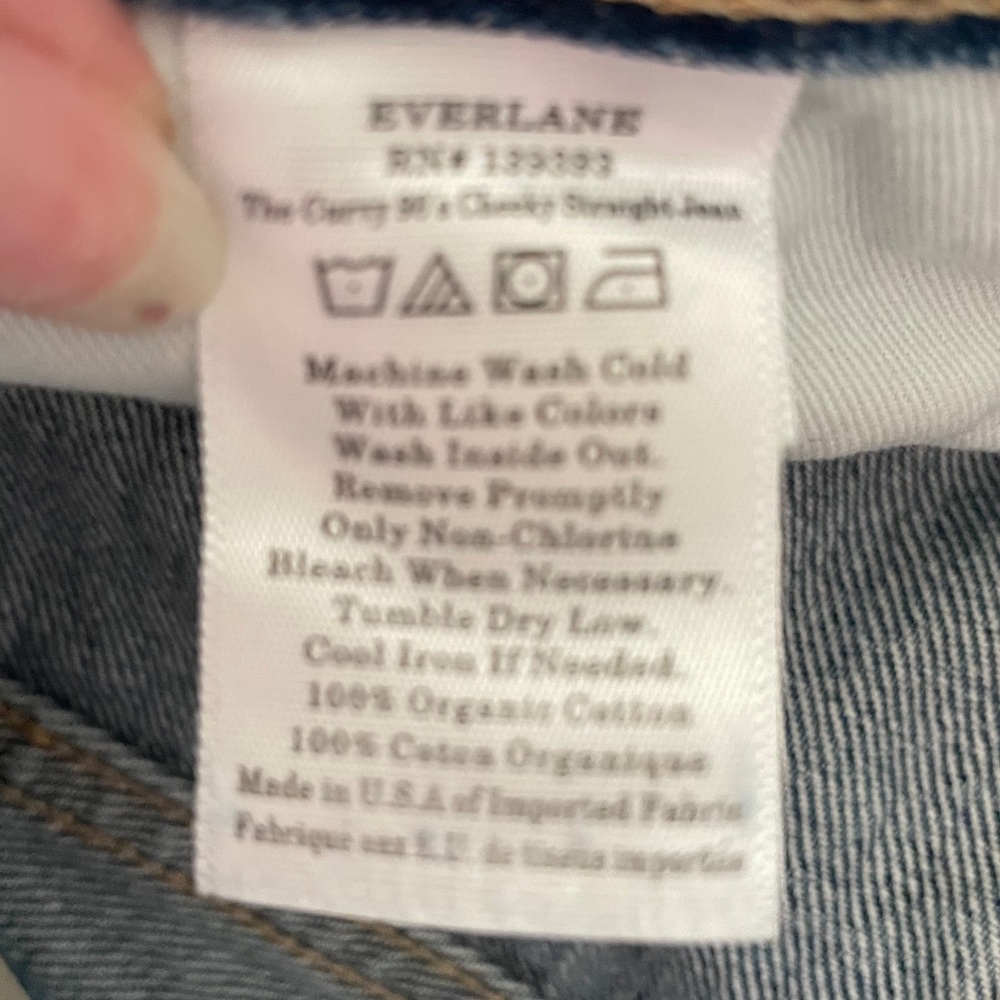 EVERLANE
RN# 139393
The Curvy 90's Cheeky Straight Jean
Machine Wash Cold
With Like Colors
Wash Inside Out.
Remove Promptly
Only Non-Chlorine
Bleach When Necessary.
Tumble Dry Low.
Cool Iron If Needed.
100% Organic Cotton
100% Coton Organique
Made in U.S.A of Imported Fabric
Fabrique aux E.U. de tissus importés